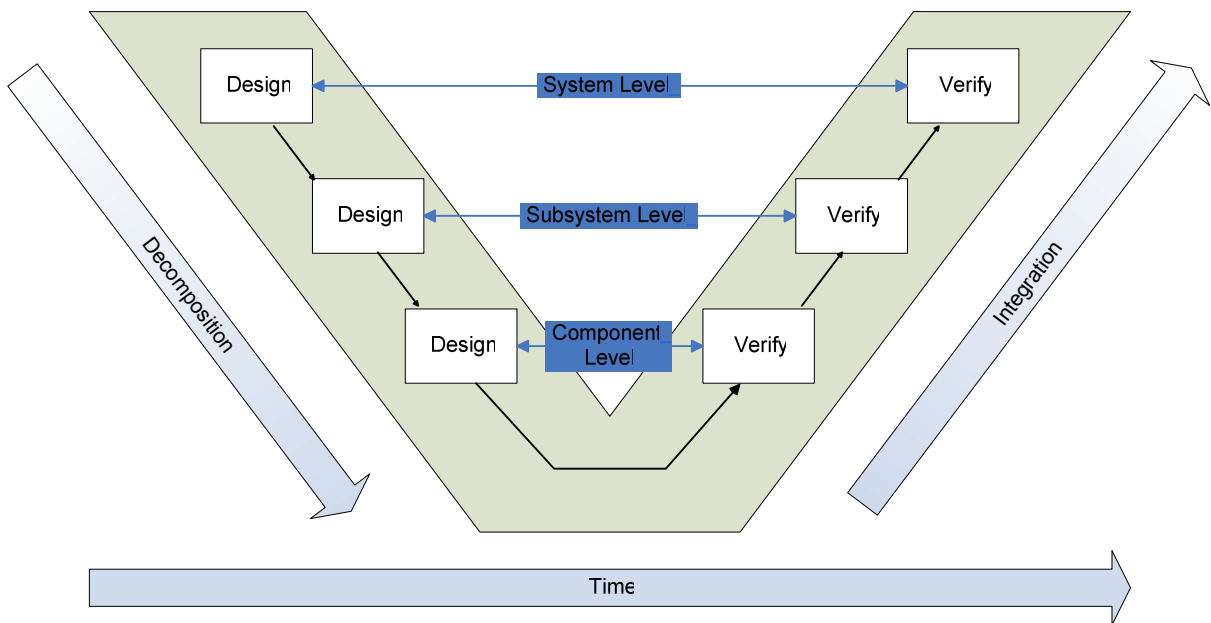 Design
System Level
Verify
Design
Subsystem Level
Verify
Decomposition
Integration
Design
Component
Level
Verify
Time